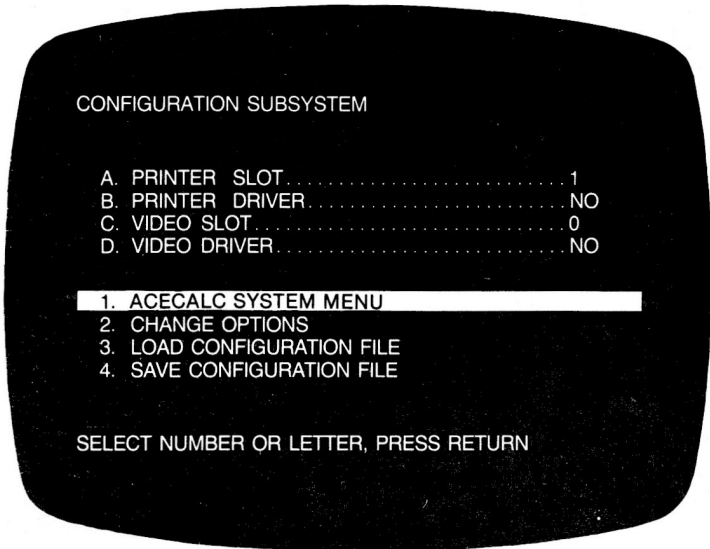 CONFIGURATION SUBSYSTEM
A. PRINTER SLOT............................1
B. PRINTER DRIVER..........................NO
C. VIDEO SLOT..............................0
D. VIDEO DRIVER............................NO
1. ACECALC SYSTEM MENU
2. CHANGE OPTIONS
3. LOAD CONFIGURATION FILE
4. SAVE CONFIGURATION FILE
SELECT NUMBER OR LETTER, PRESS RETURN